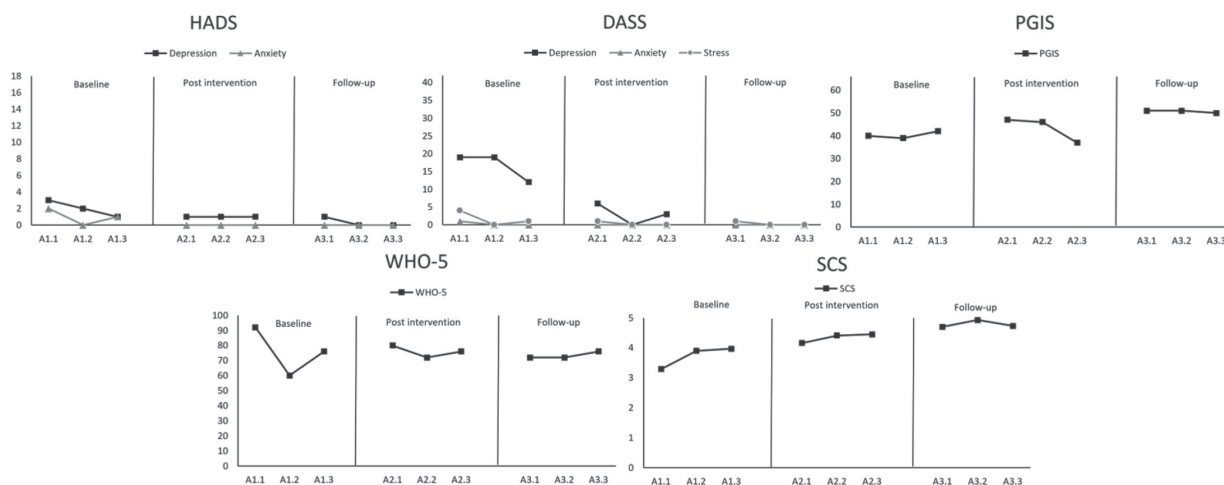 HADS
Depression Anxiety
Baseline Post intervention Follow-up
18
16
14
12
10
8
6
4
2
0
A1.1 A1.2 A1.3 A2.1 A2.2 A2.3 A3.1 A3.2 A3.3
DASS
Depression Anxiety Stress
Baseline Post intervention Follow-up
40
35
30
25
20
15
10
5
0
A1.1 A1.2 A1.3 A2.1 A2.2 A2.3 A3.1 A3.2 A3.3
PGIS
PGIS
Baseline Post intervention Follow-up
60
50
40
30
20
10
0
A1.1 A1.2 A1.3 A2.1 A2.2 A2.3 A3.1 A3.2 A3.3
WHO-5
WHO-5
Baseline Post intervention Follow-up
100
90
80
70
60
50
40
30
20
10
0
A1.1 A1.2 A1.3 A2.1 A2.2 A2.3 A3.1 A3.2 A3.3
SCS
SCS
Baseline Post intervention Follow-up
5
4
3
2
1
0
A1.1 A1.2 A1.3 A2.1 A2.2 A2.3 A3.1 A3.2 A3.3